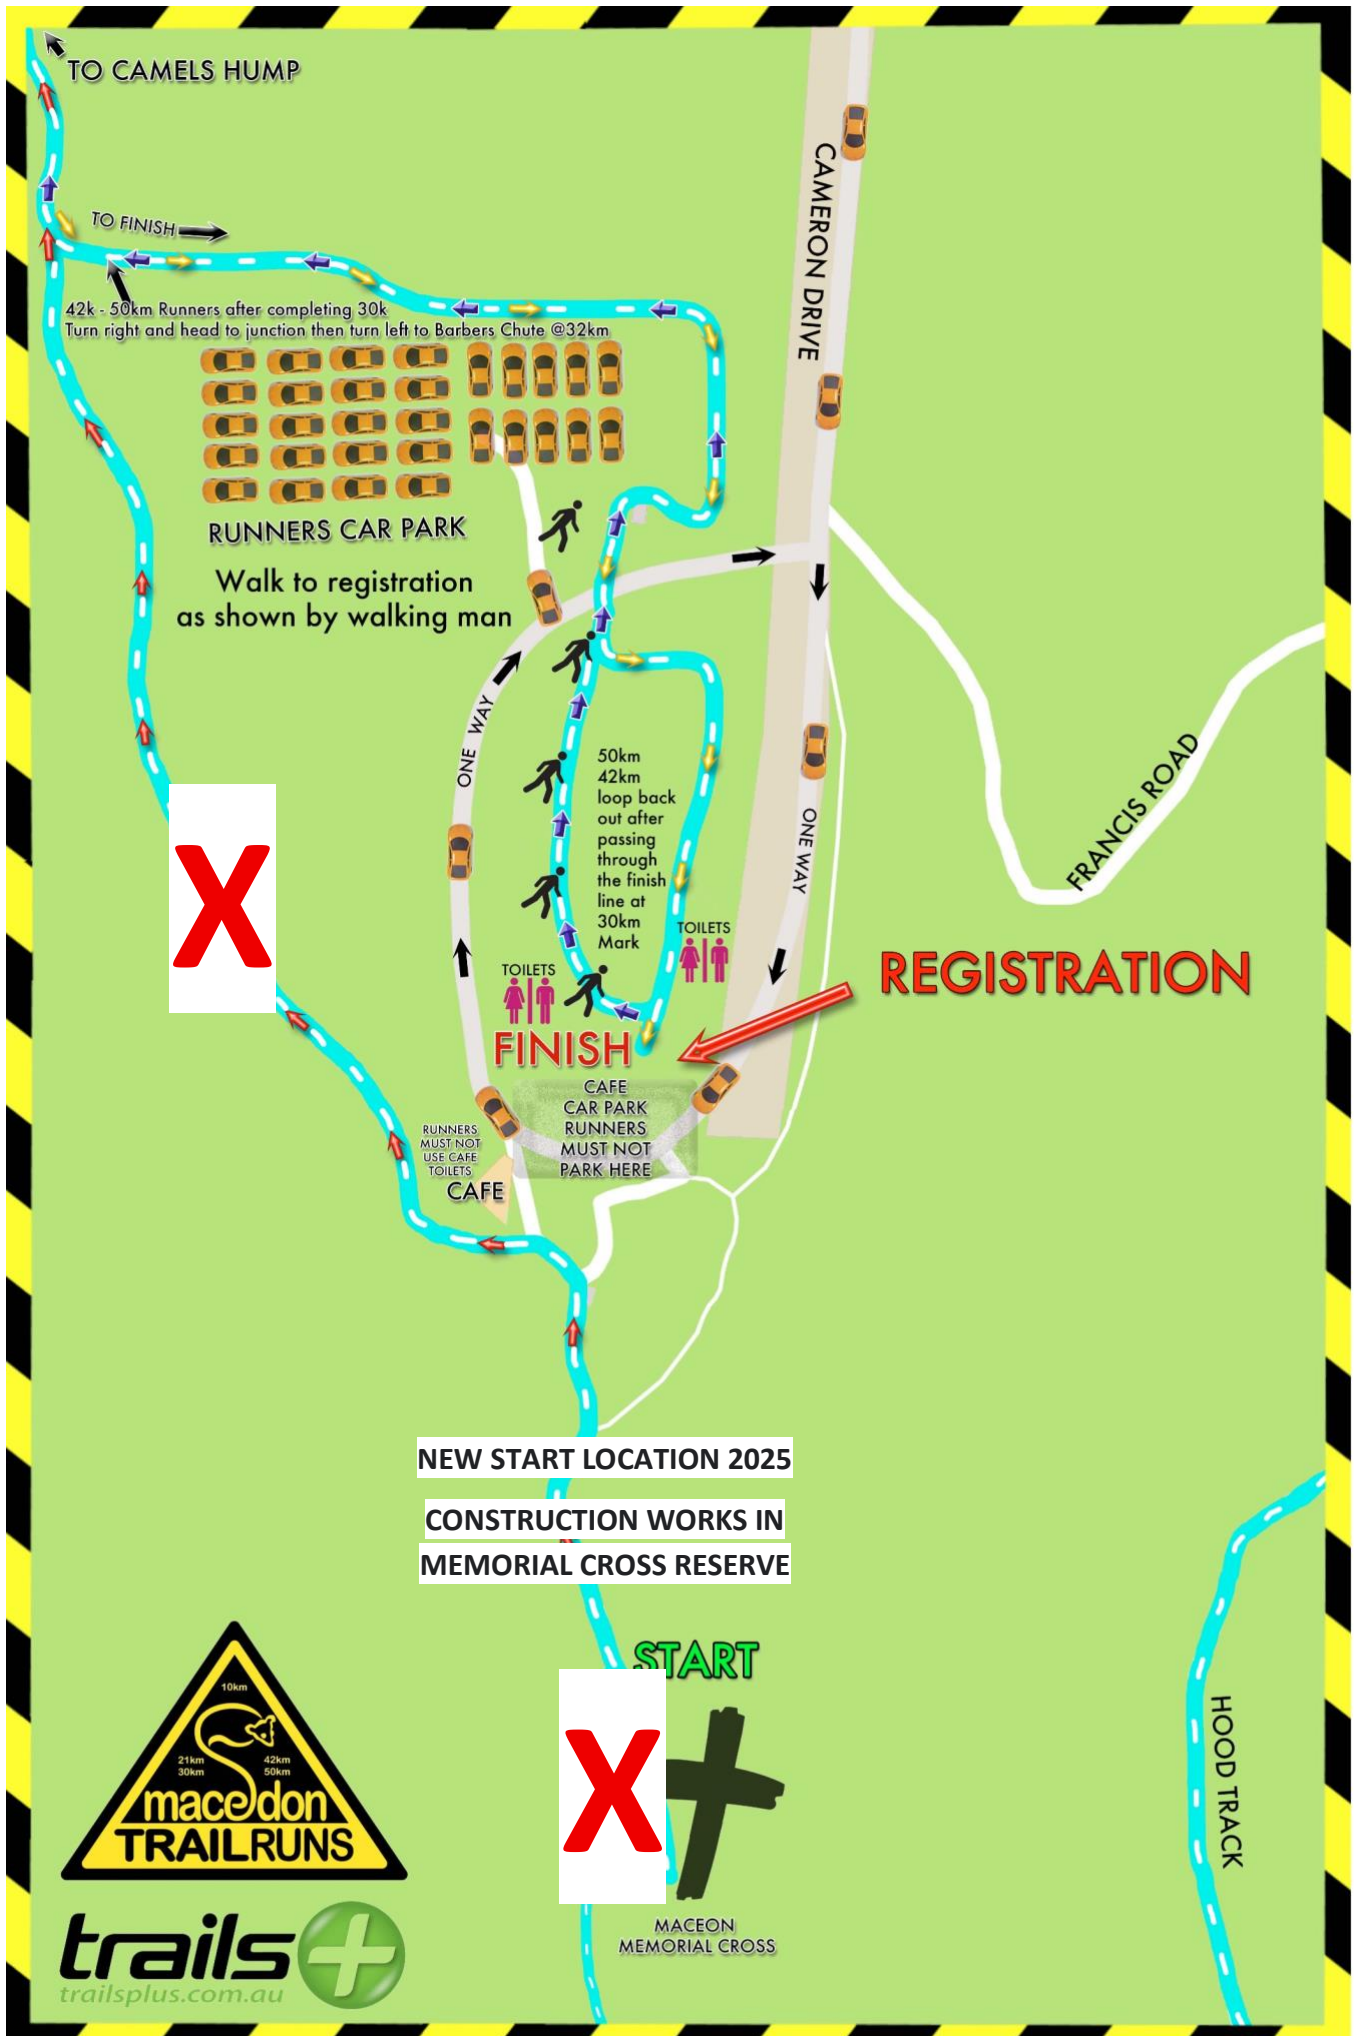 TO CAMELS HUMP
CAMERON DRIVE
TO FINISH
42k - 50km Runners after completing 30k
Turn right and head to junction then turn left to Barbers Chute @32km
RUNNERS CAR PARK
Walk to registration
as shown by walking man
ONE WAY
50km
42km
loop back
out after
passing
through
the finish
line at
30km
Mark
ONE WAY
FRANCIS ROAD
TOILETS
TOILETS
REGISTRATION
X
FINISH
CAFE
CAR PARK
RUNNERS
MUST NOT
PARK HERE
RUNNERS
MUST NOT
USE CAFE
TOILETS
CAFE
NEW START LOCATION 2025
CONSTRUCTION WORKS IN
MEMORIAL CROSS RESERVE
START
X
MACEON
MEMORIAL CROSS
HOOD TRACK
10km
21km
30km
42km
50km
macedon
TRAILRUNS
trails+
trailsplus.com.au